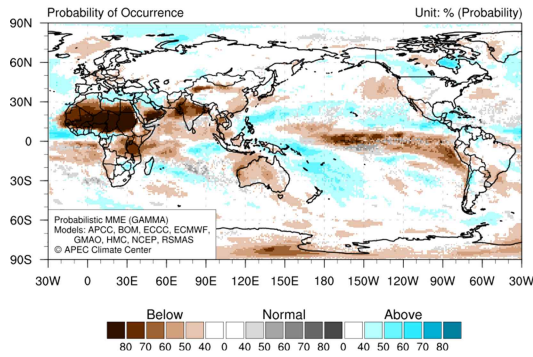 Probability of Occurrence Unit: % (Probability)
90N
60N
30N
0
30S
60S
90S
Probabilistic MME (GAMMA)
Models: APCC, BOM, ECCC, ECMWF,
GMAO, HMC, NCEP, RSMAS
© APEC Climate Center
30W 0 30E 60E 90E 120E 150E 180 150W 120W 90W 60W 30W
Below Normal Above
80 70 60 50 40 0 40 50 60 70 80 0 40 50 60 70 80